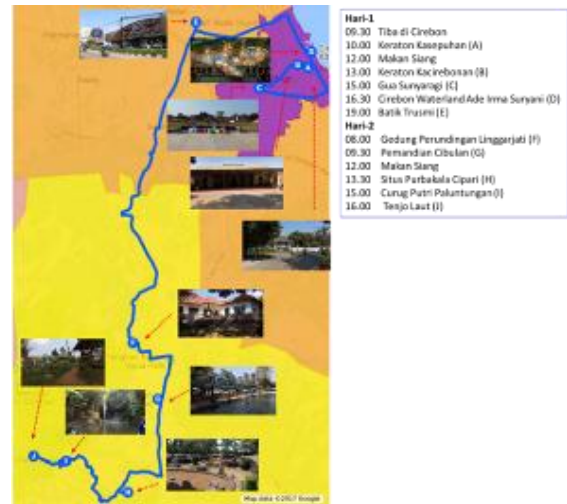 Hari-1
09.30 Tiba di Cirebon
10.00 Keraton Kasepuhan (A)
12.00 Makan Siang
13.00 Keraton Kacirebonan (B)
15.00 Gua Sunyaragi (C)
16.30 Cirebon Waterland Ade Irma Suryani (D)
19.00 Batik Trusmi (E)
Hari-2
08.00 Gedung Perundingan Linggarjati (F)
09.30 Pemandian Cibulan (G)
12.00 Makan Siang
13.30 Situs Purbakala Cipari (H)
15.00 Curug Putri Palutungan (I)
16.00 Tenjo Laut (J)
Map data ©2017 Google